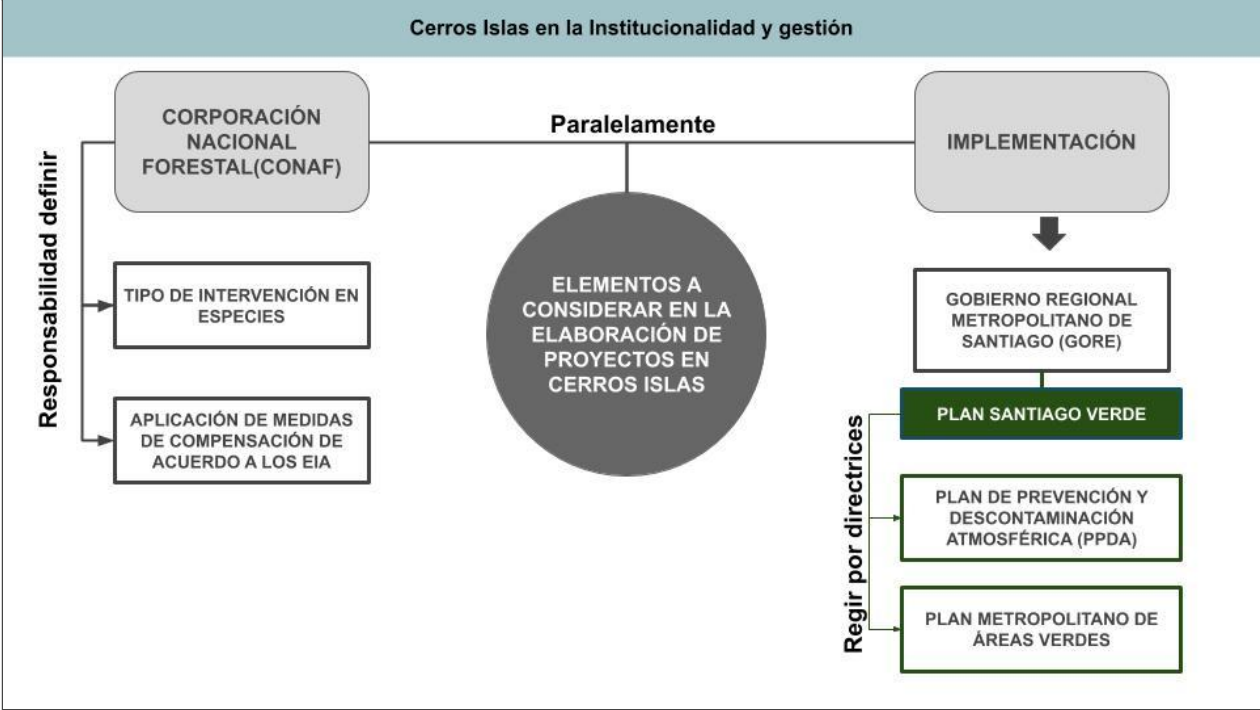 Cerros Islas en la Institucionalidad y gestión
CORPORACIÓN
NACIONAL
FORESTAL(CONAF)
Paralelamente
IMPLEMENTACIÓN
Responsabilidad definir
TIPO DE INTERVENCIÓN EN
ESPECIES
APLICACIÓN DE MEDIDAS
DE COMPENSACIÓN DE
ACUERDO A LOS EIA
ELEMENTOS A
CONSIDERAR EN LA
ELABORACIÓN DE
PROYECTOS EN
CERROS ISLAS
GOBIERNO REGIONAL
METROPOLITANO DE
SANTIAGO (GORE)
PLAN SANTIAGO VERDE
Regir por directrices
PLAN DE PREVENCIÓN Y
DESCONTAMINACIÓN
ATMOSFÉRICA (PPDA)
PLAN METROPOLITANO DE
ÁREAS VERDES